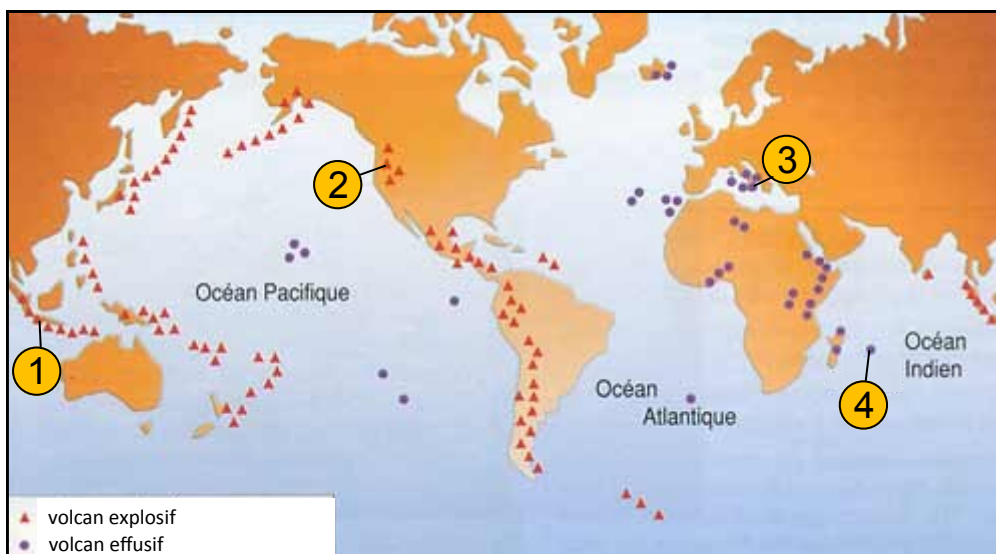 2
3
Océan Pacifique
Océan
Indien
1
4
Océan
Atlantique
volcan explosif
volcan effusif